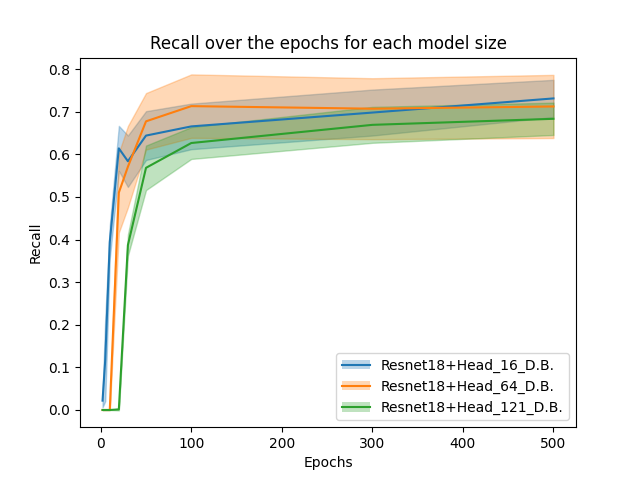 Recall over the epochs for each model size
0.8
0.7
0.6
0.5
0.4
0.3
0.2
0.1
0.0
Recall
Resnet18+Head_16_D.B.
Resnet18+Head_64_D.B.
Resnet18+Head_121_D.B.
0 100 200 300 400 500
Epochs